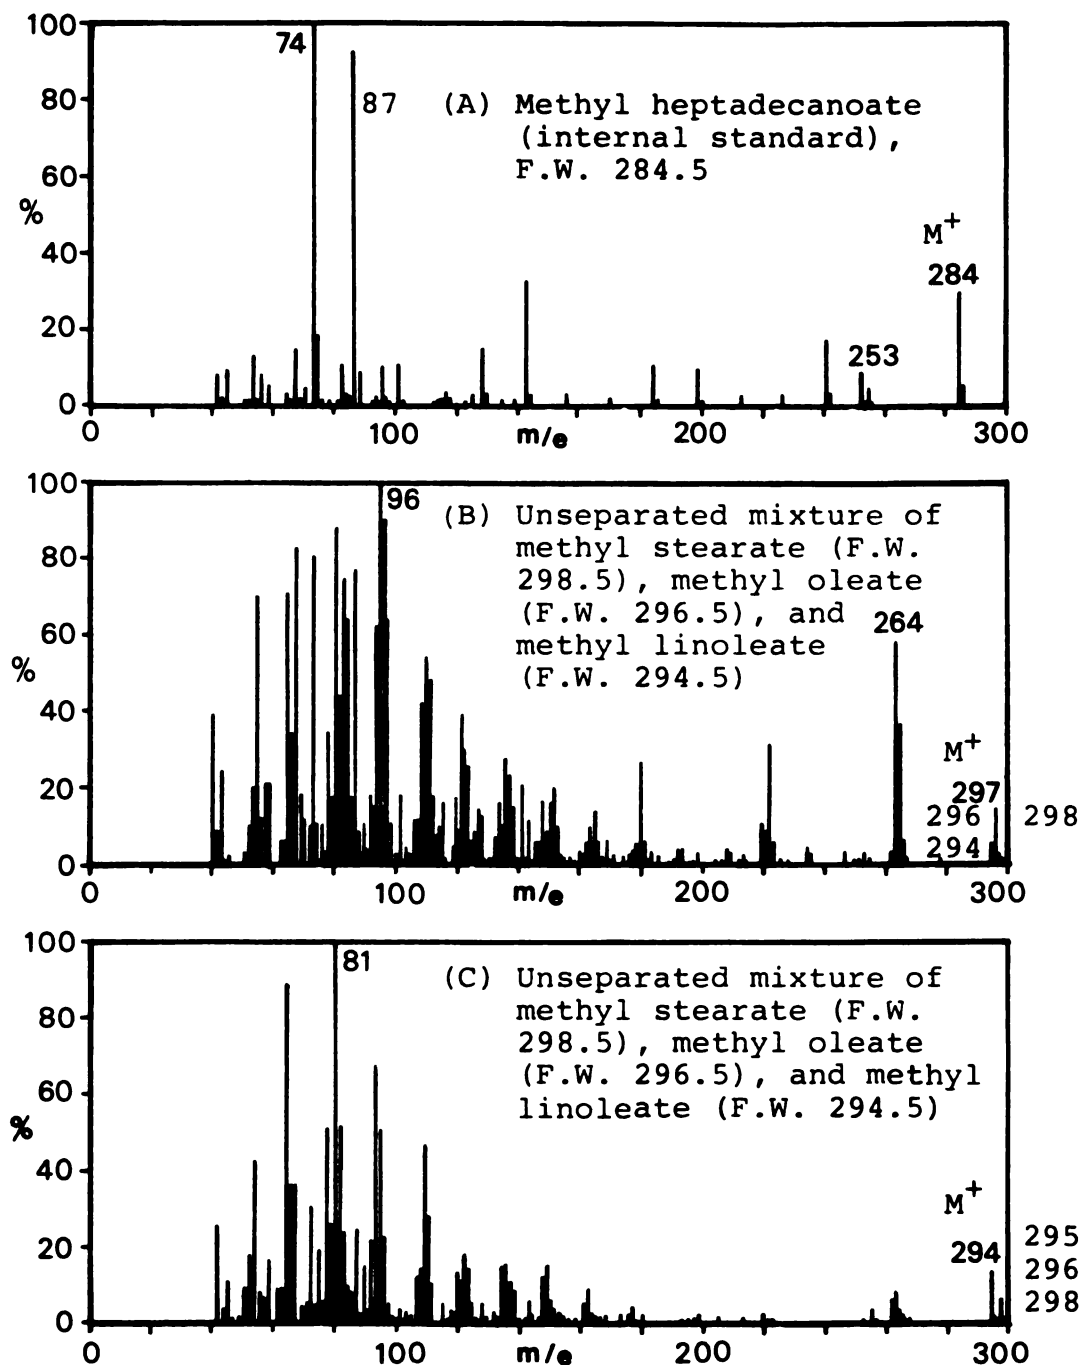 100
74
80
87
(A) Methyl heptadecanoate
(internal standard),
F.W. 284.5
60
%
M+
40
284
20
253
0
0
100
m/e
200
300
100
96
(B) Unseparated mixture of
methyl stearate (F.W.
298.5), methyl oleate
(F.W. 296.5), and
methyl linoleate
(F.W. 294.5)
80
60
264
%
40
M+
20
297
296
298
294
0
0
100
m/e
200
300
100
81
(C) Unseparated mixture of
methyl stearate (F.W.
298.5), methyl oleate
(F.W. 296.5), and methyl
linoleate (F.W. 294.5)
80
60
%
40
M+
20
294
295
296
298
0
0
100
m/e
200
300